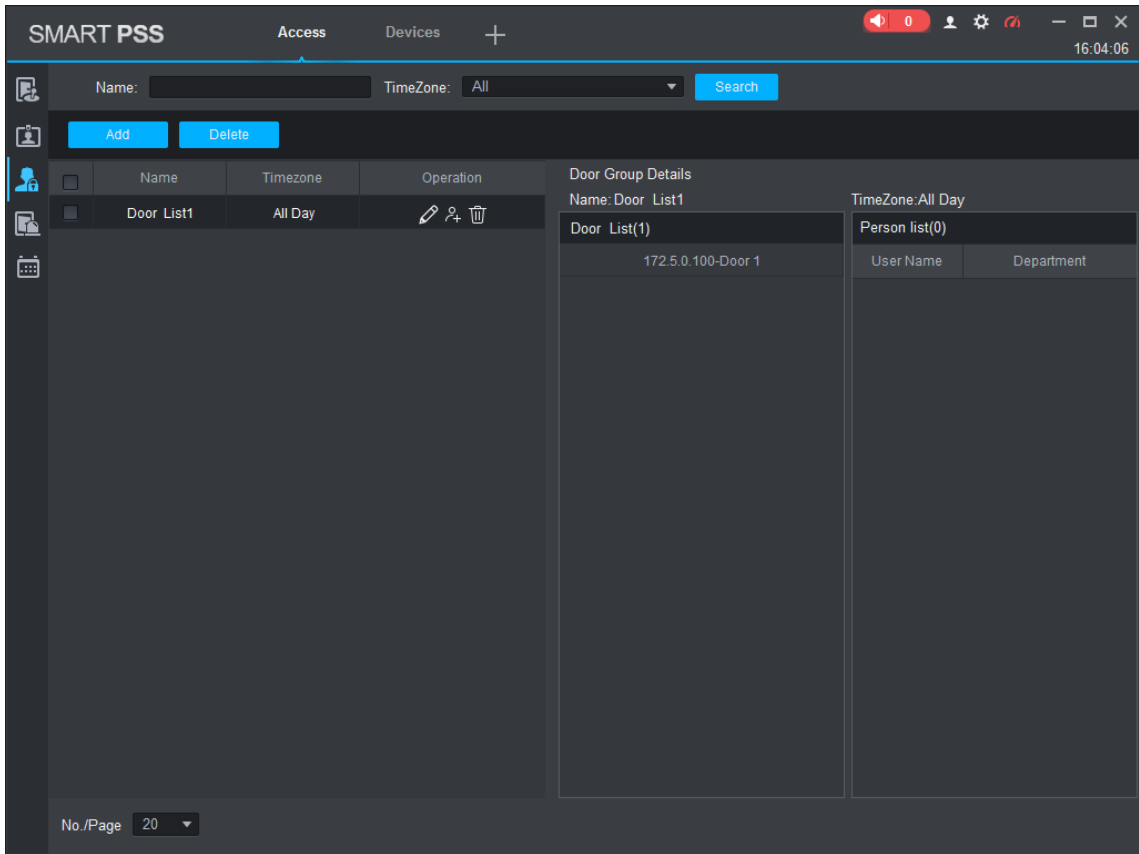 SMART PSS Access Devices 0
16:04:06
Name: TimeZone: All Search
Add Delete
Name Timezone Operation
Door List1 All Day
Door Group Details
Name: Door List1 TimeZone:All Day
Door List(1) Person list(0)
172.5.0.100-Door 1 User Name Department
No./Page 20